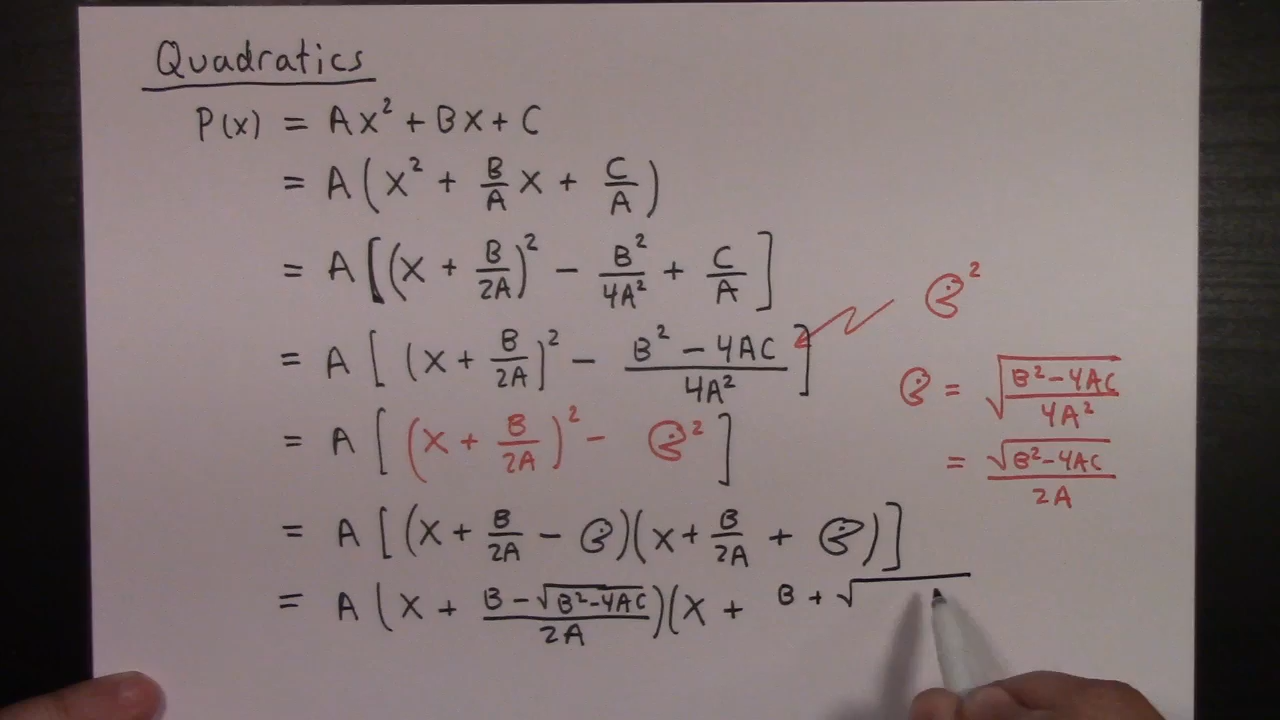 Quadratics
P(x) = Ax² + Bx + C
= A(x² + B/A x + C/A)
= A[(x + B/2A)² - B²/4A² + C/A]
= A[(x + B/2A)² - B² - 4AC/4A²]
= A[(x + B/2A)² - ²]
² 
= √B² - 4AC/4A²
= √B² - 4AC/2A
= A[(x + B/2A - )(x + B/2A + )]
= A(x + B - √B² - 4AC/2A)(x + B + √